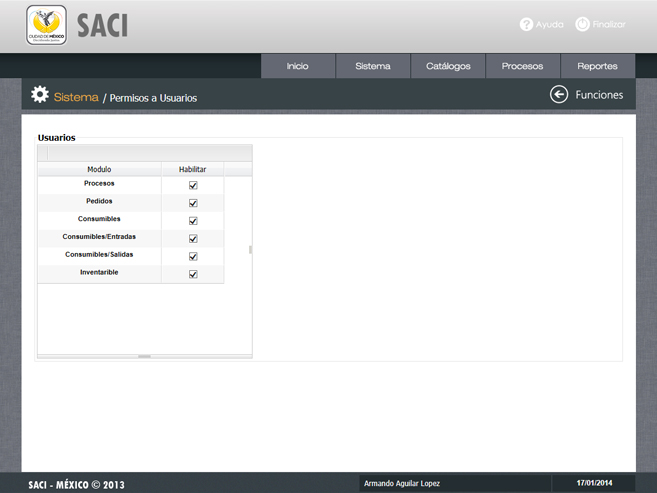 CIUDAD DE MÉXICO
SACI
Ayuda
Finalizar
Inicio
Sistema
Catálogos
Procesos
Reportes
Sistema / Permisos a Usuarios
Funciones
Usuarios
Modulo Habilitar
Procesos
Pedidos
Consumibles
Consumibles/Entradas
Consumibles/Salidas
Inventarible
SACI - MÉXICO © 2013
Armando Aguilar Lopez
17/01/2014